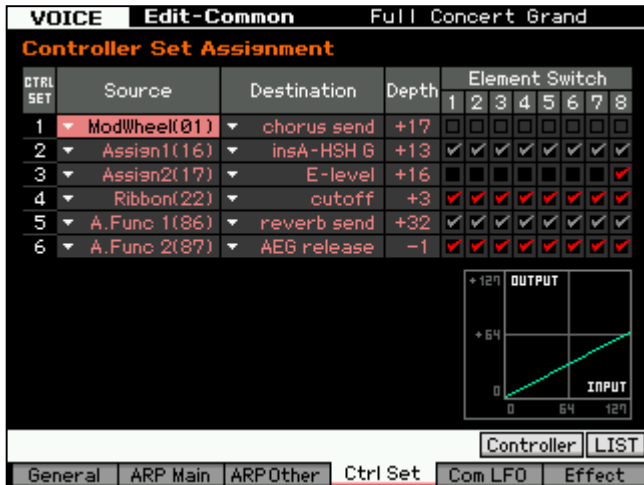 VOICE Edit-Common Full Concert Grand
Controller Set Assignment
CTRL SET Source Destination Depth Element Switch
1 2 3 4 5 6 7 8
1 ModWheel(01) chorus send +17
2 Assign1(16) insA-HSH G +13
3 Assign2(17) E-level +16
4 Ribbon(22) cutoff +3
5 A.Func 1(86) reverb send +32
6 A.Func 2(87) AEG release -1
+127 OUTPUT
+64
0 INPUT
0 64 127
Controller LIST
General ARP Main ARPOther Ctrl Set Com LFO Effect